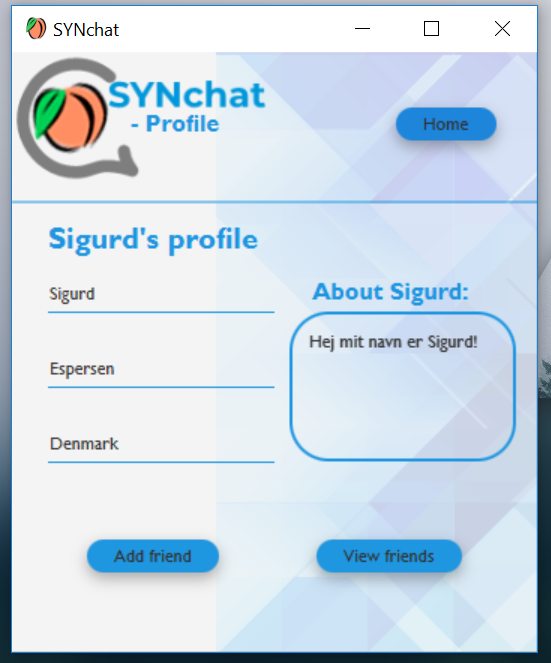 SYNchat
SYNchat
- Profile
Home
Sigurd's profile
Sigurd
About Sigurd:
Hej mit navn er Sigurd!
Espersen
Denmark
Add friend
View friends